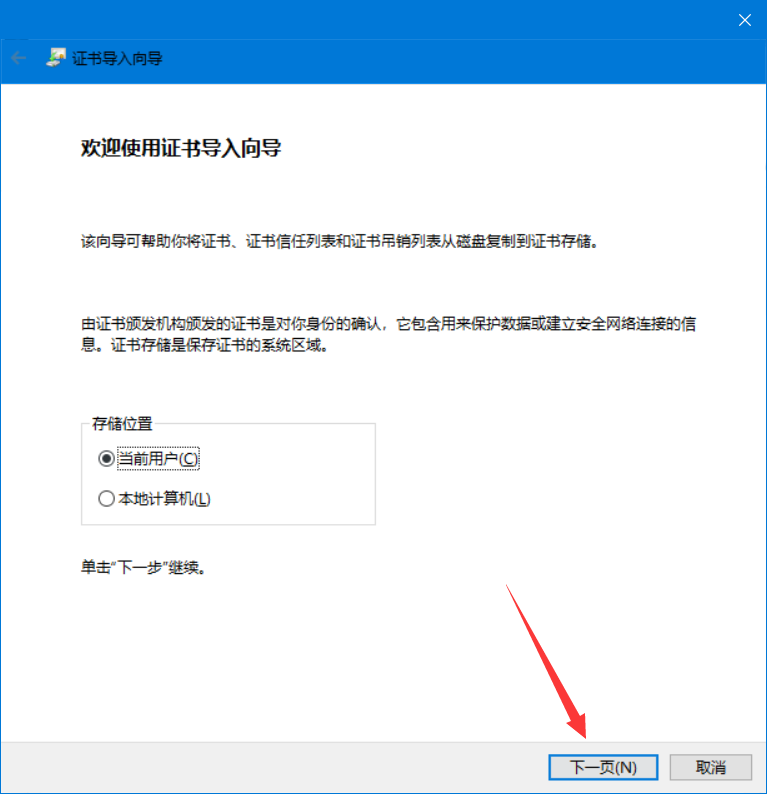 证书导入向导
欢迎使用证书导入向导
该向导可帮助你将证书、证书信任列表和证书吊销列表从磁盘复制到证书存储。
由证书颁发机构颁发的证书是对你身份的确认，它包含用来保护数据或建立安全网络连接的信
息。证书存储是保存证书的系统区域。
存储位置
当前用户(C)
本地计算机(L)
单击“下一步”继续。
下一页(N)
取消